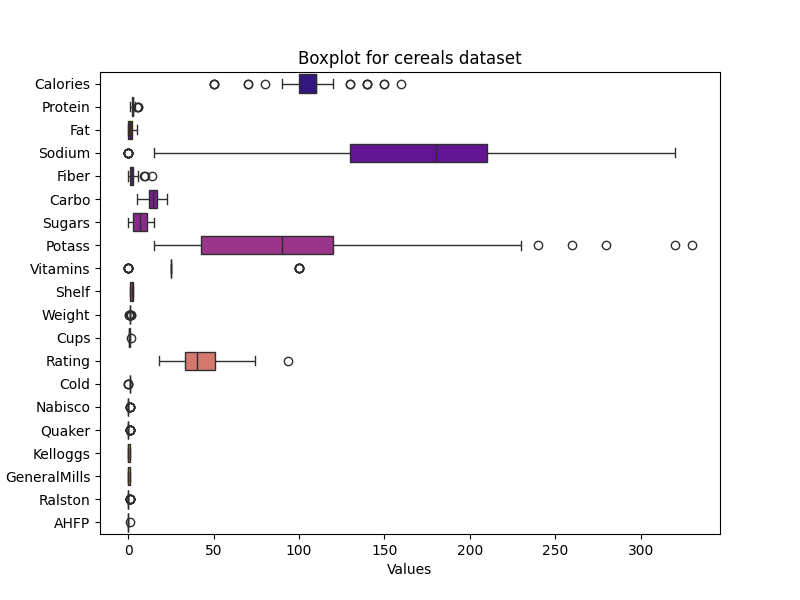 Boxplot for cereals dataset
Calories
Protein
Fat
Sodium
Fiber
Carbo
Sugars
Potass
Vitamins
Shelf
Weight
Cups
Rating
Cold
Nabisco
Quaker
Kelloggs
GeneralMills
Ralston
AHFP
0 50 100 150 200 250 300
Values